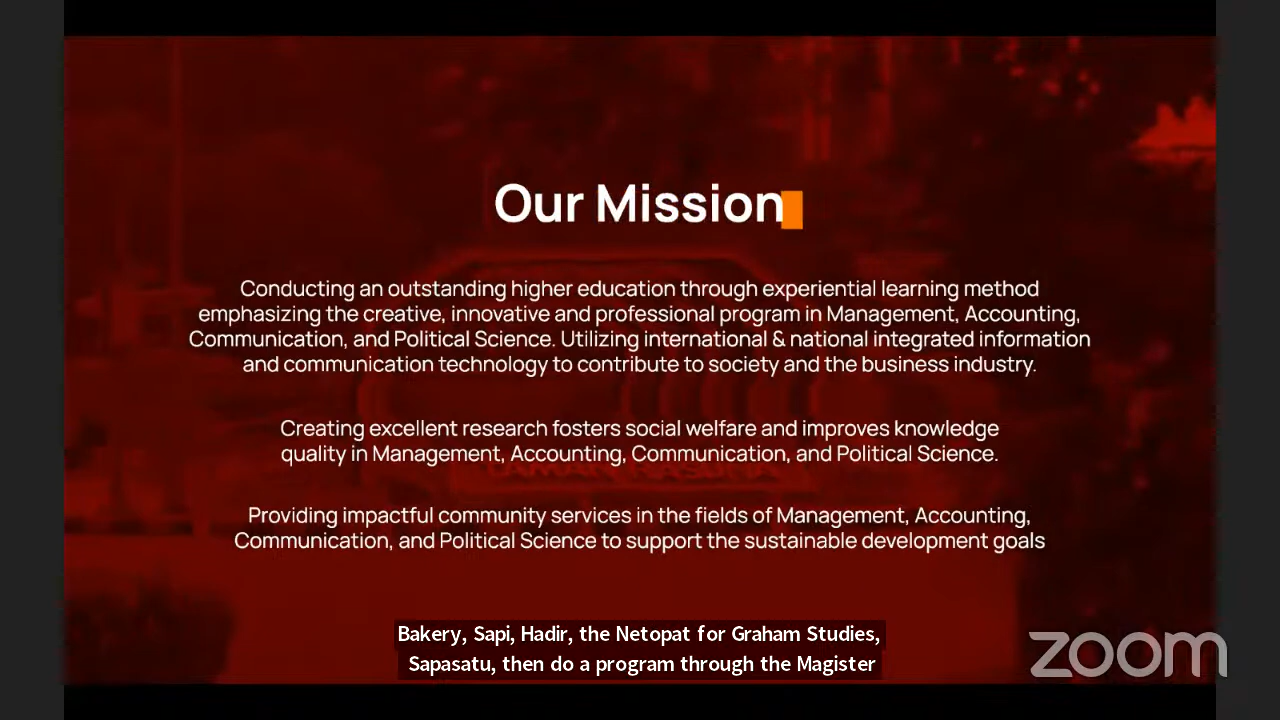 Our Mission
Conducting an outstanding higher education through experiential learning method
emphasizing the creative, innovative and professional program in Management, Accounting,
Communication, and Political Science. Utilizing international & national integrated information
and communication technology to contribute to society and the business industry.
Creating excellent research fosters social welfare and improves knowledge
quality in Management, Accounting, Communication, and Political Science.
Providing impactful community services in the fields of Management, Accounting,
Communication, and Political Science to support the sustainable development goals
Bakery, Sapi, Hadir, the Netopat for Graham Studies,
Sapasatu, then do a program through the Magister
zoom